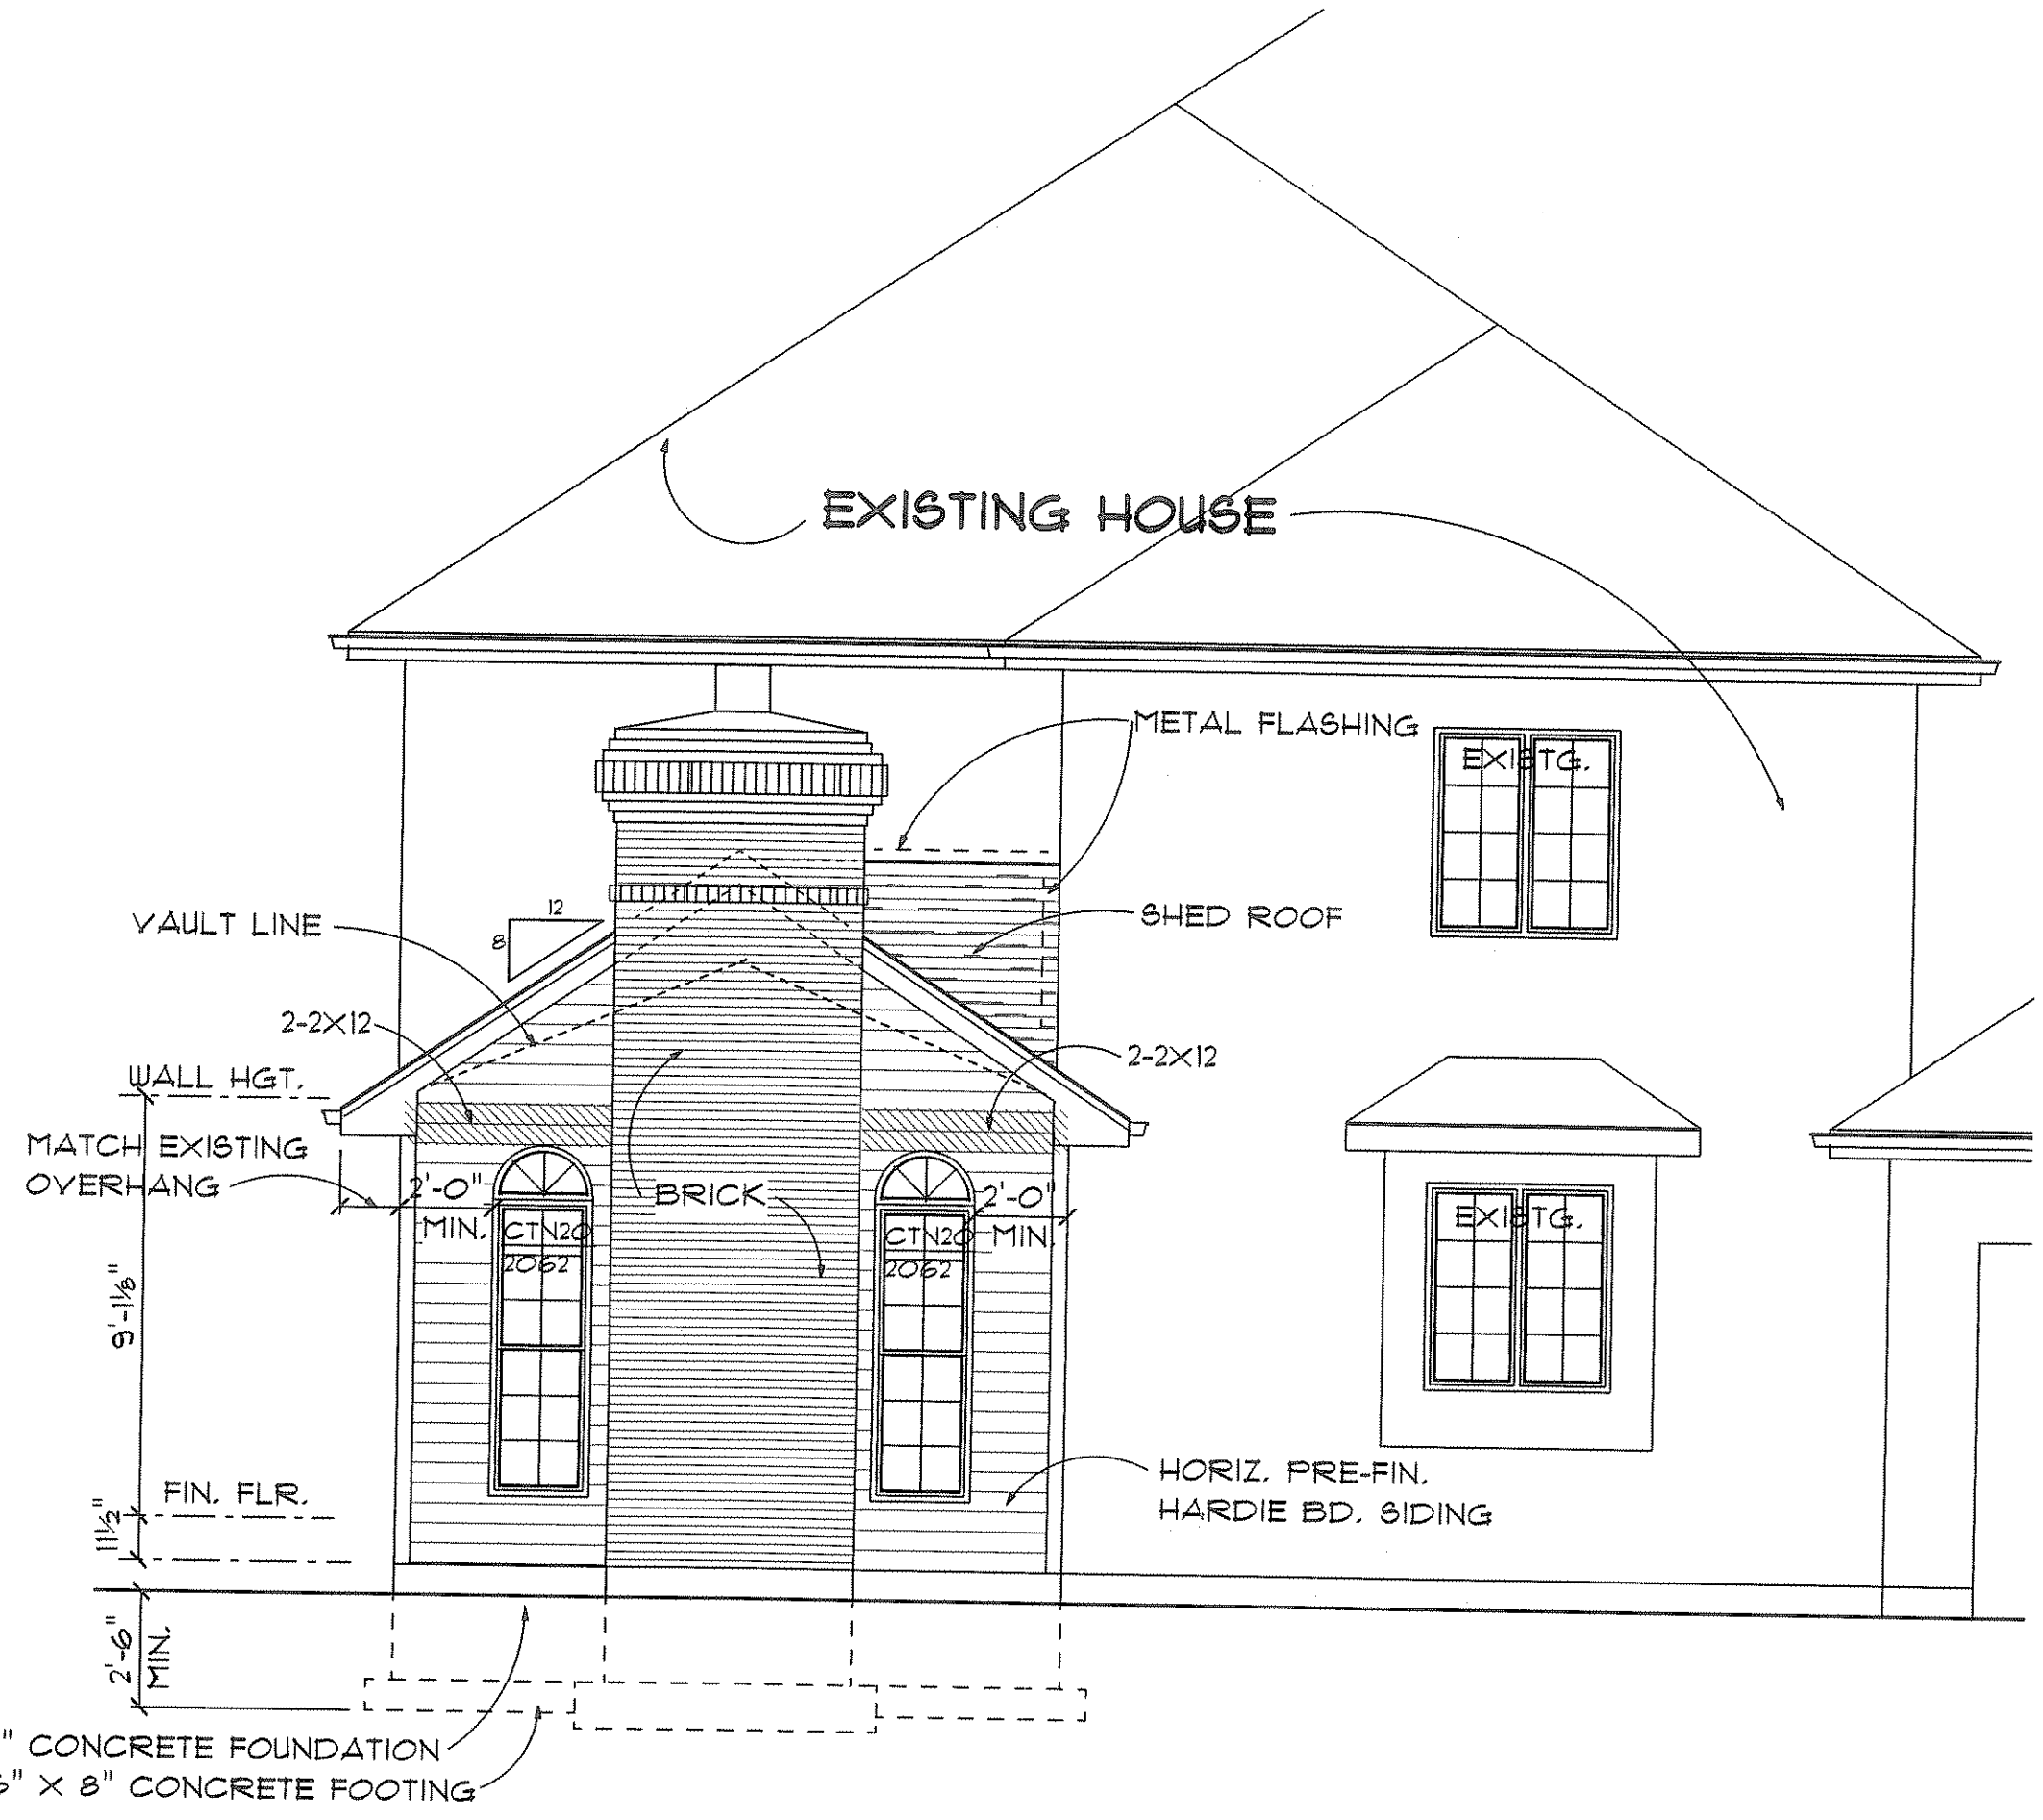 EXISTING HOUSE
METAL FLASHING
EXISTG.
12
8
VAULT LINE
SHED ROOF
2-2X12
2-2X12
WALL HGT.
MATCH EXISTING
OVERHANG
2'-0"
MIN.
BRICK
2'-0"
MIN.
CTN20
2062
CTN20
2062
EXISTG.
9'-1 1/8"
HORIZ. PRE-FIN.
HARDIE BD. SIDING
FIN. FLR.
11 1/2"
2'-6"
MIN.
" CONCRETE FOUNDATION
6" X 8" CONCRETE FOOTING